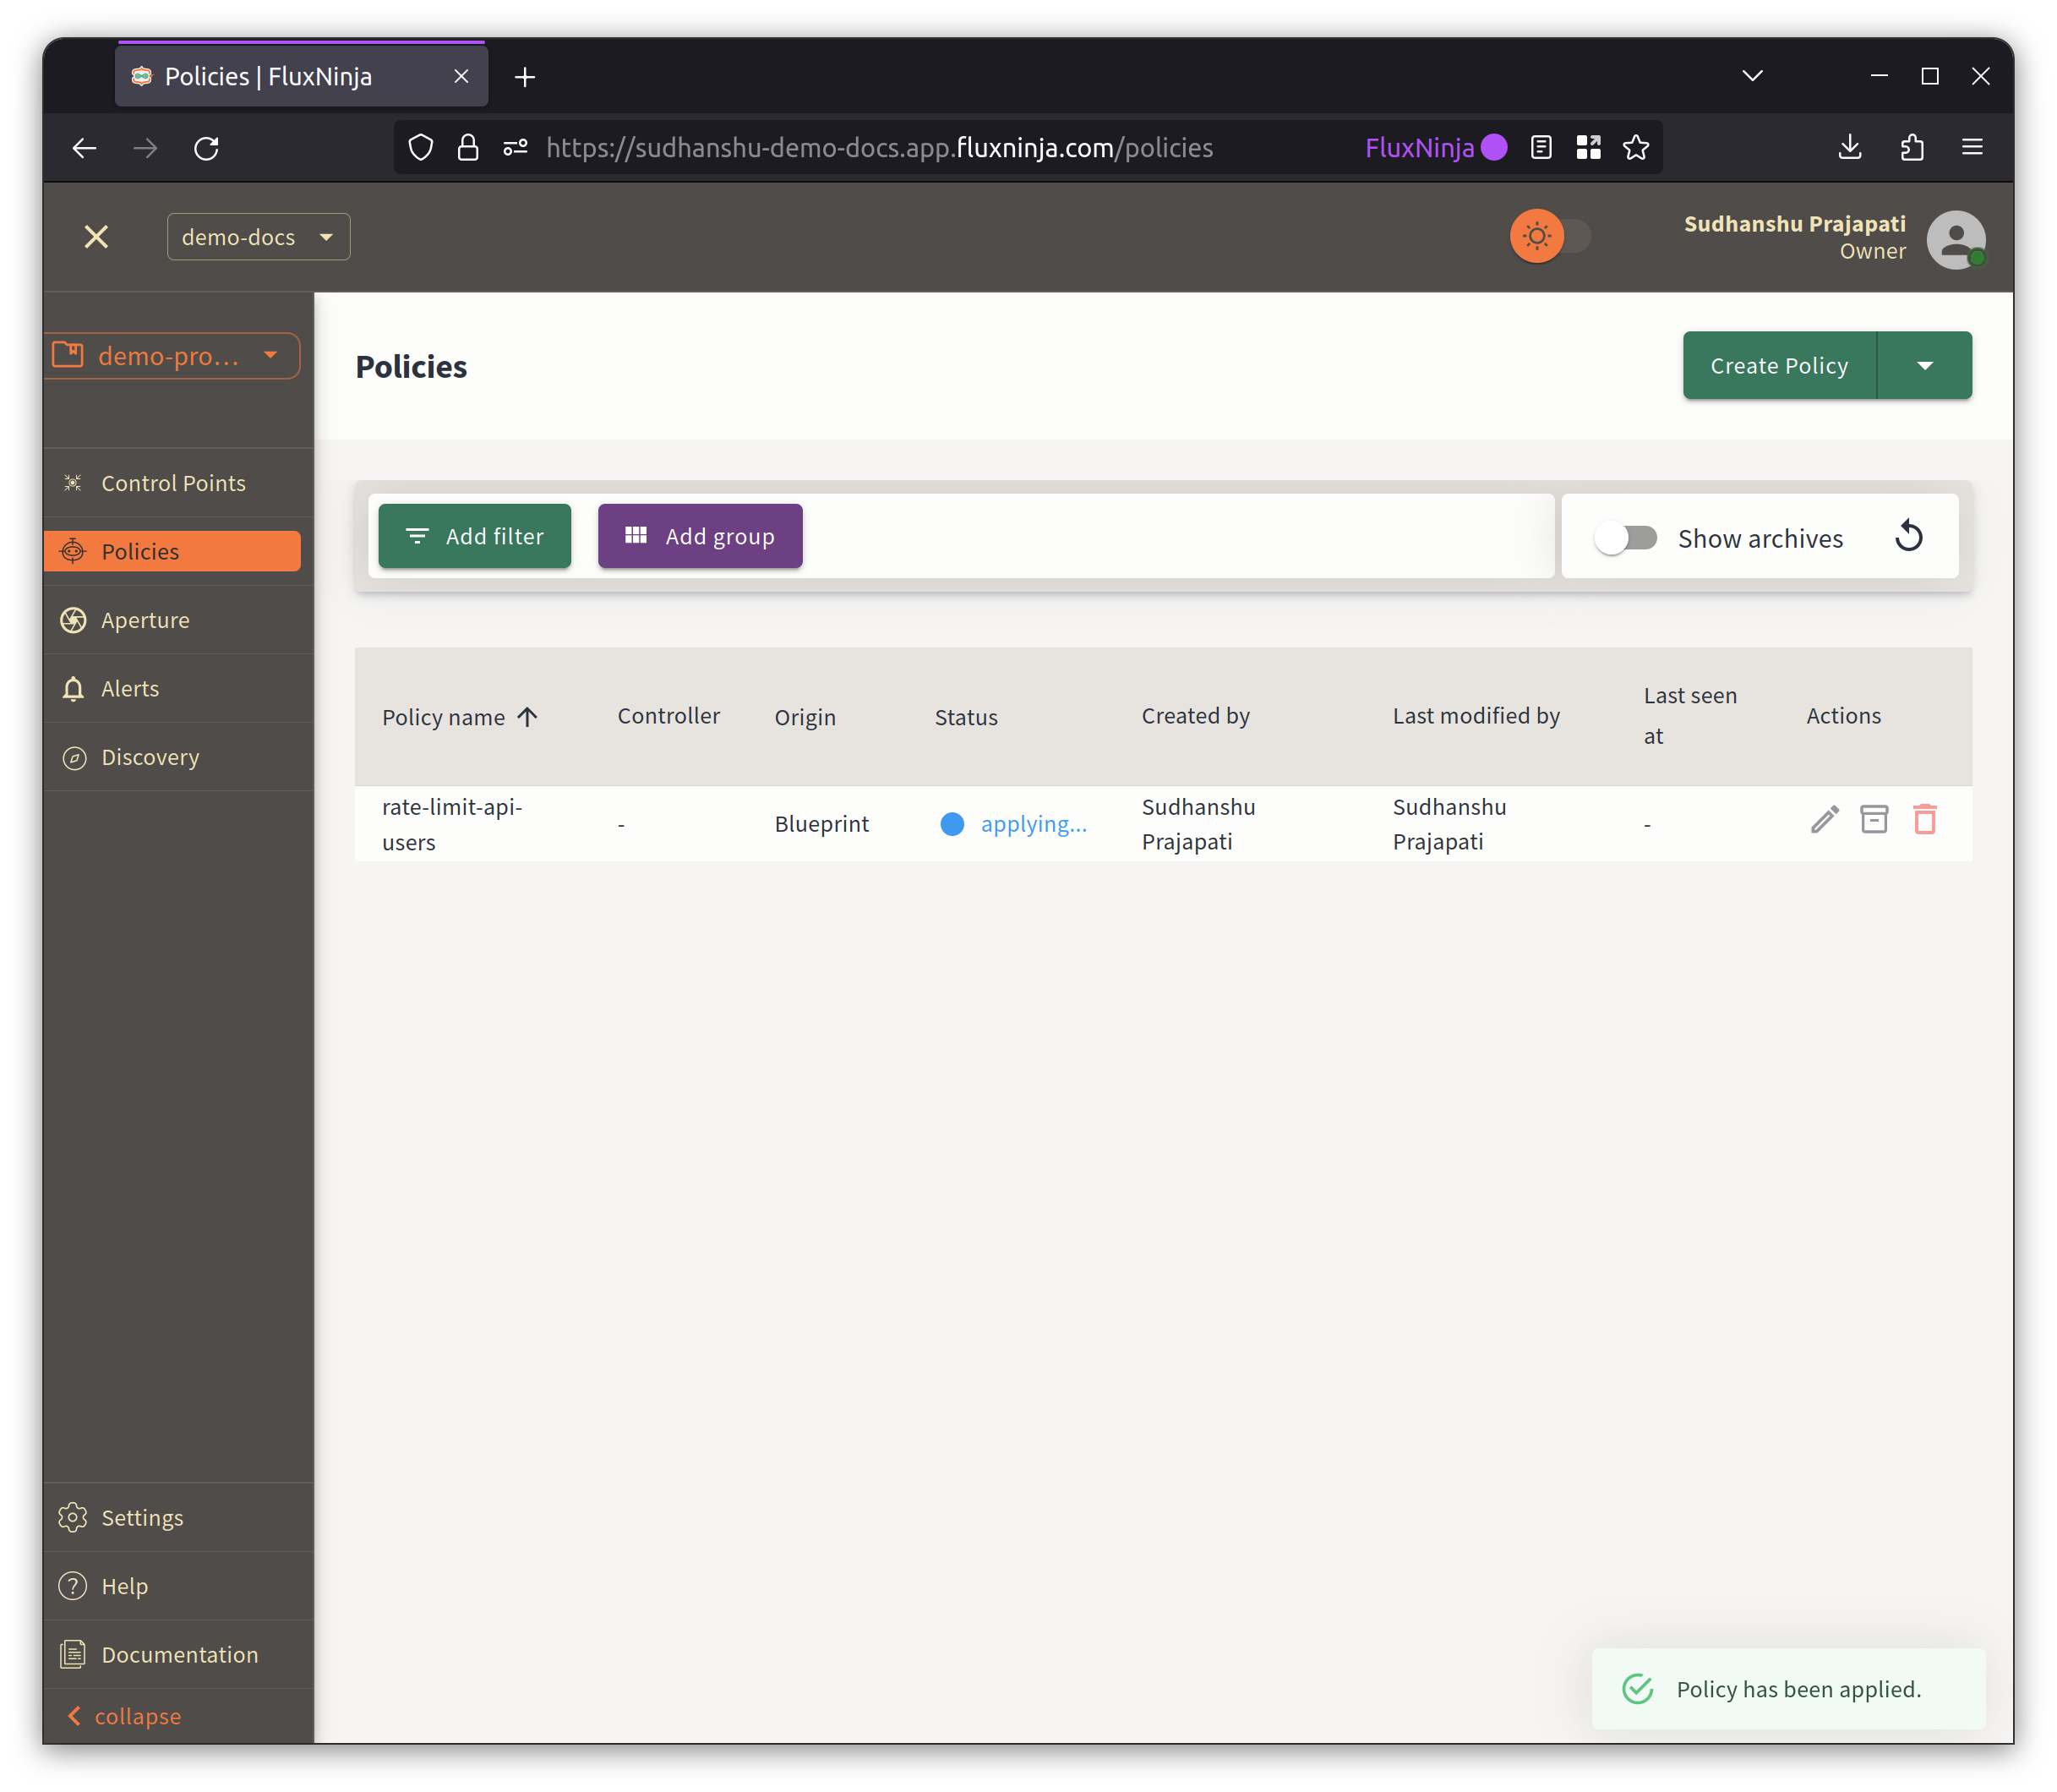 Policies | FluxNinja
https://sudhanshu-demo-docs.app.fluxninja.com/policies
FluxNinja
demo-docs
Sudhanshu Prajapati
Owner
demo-pro...
Control Points
Policies
Aperture
Alerts
Discovery
Settings
Help
Documentation
collapse
Policies
Create Policy
Add filter
Add group
Show archives
Policy name
Controller
Origin
Status
Created by
Last modified by
Last seen
at
Actions
rate-limit-api-
users
-
Blueprint
applying...
Sudhanshu
Prajapati
Sudhanshu
Prajapati
-
Policy has been applied.